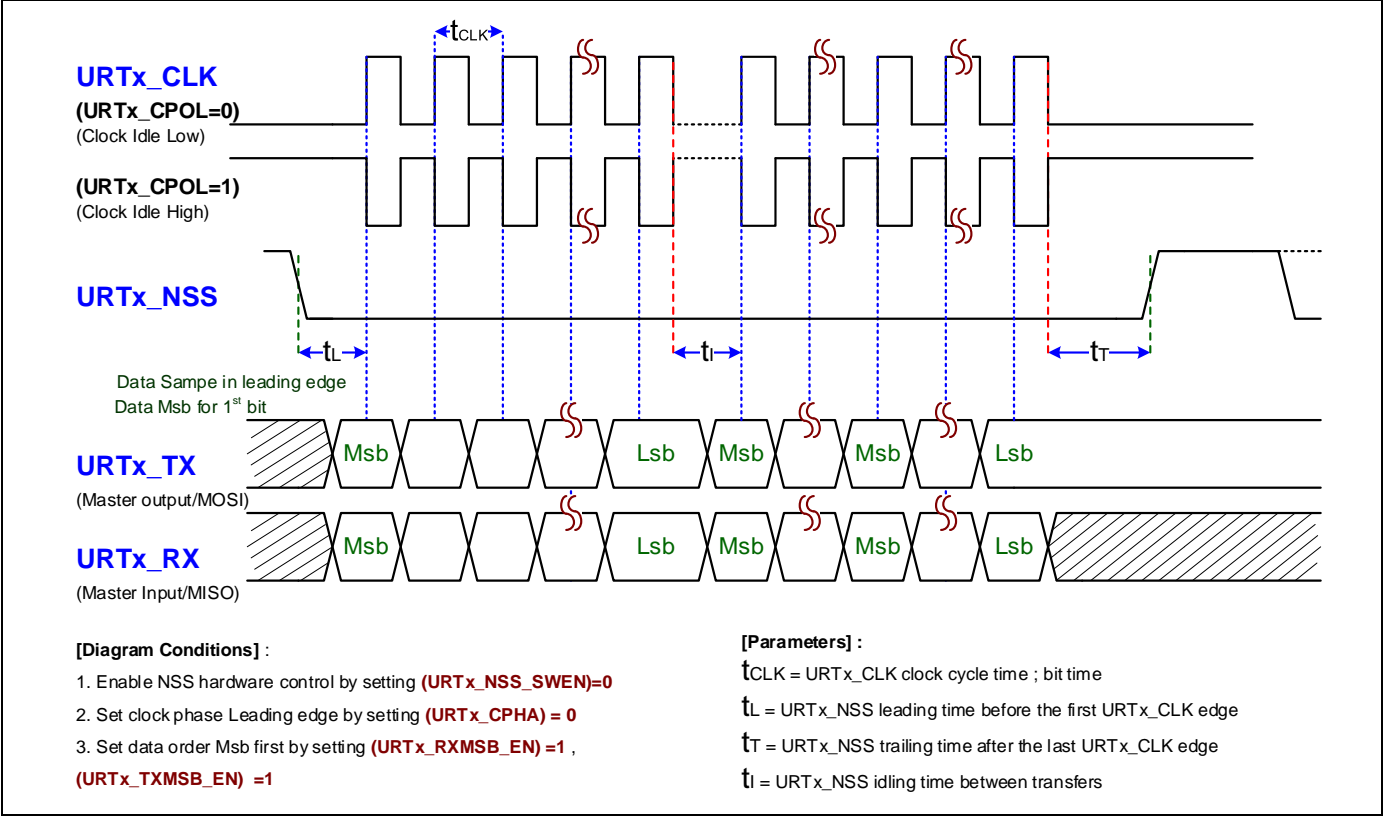 tCLK
URTx_CLK
(URTx_CPOL=0)
(Clock Idle Low)
(URTx_CPOL=1)
(Clock Idle High)
URTx_NSS
tL
tI
tT
Data Sampe in leading edge
Data Msb for 1st bit
URTx_TX
(Master output/MOSI)
Msb Lsb Msb Msb Lsb
URTx_RX
(Master Input/MISO)
Msb Lsb Msb Msb Lsb
[Diagram Conditions] :
1. Enable NSS hardware control by setting (URTx_NSS_SWEN)=0
2. Set clock phase Leading edge by setting (URTx_CPHA) = 0
3. Set data order Msb first by setting (URTx_RXMSB_EN) =1 ,
(URTx_TXMSB_EN) =1
[Parameters] :
tCLK = URTx_CLK clock cycle time ; bit time
tL = URTx_NSS leading time before the first URTx_CLK edge
tT = URTx_NSS trailing time after the last URTx_CLK edge
tI = URTx_NSS idling time between transfers